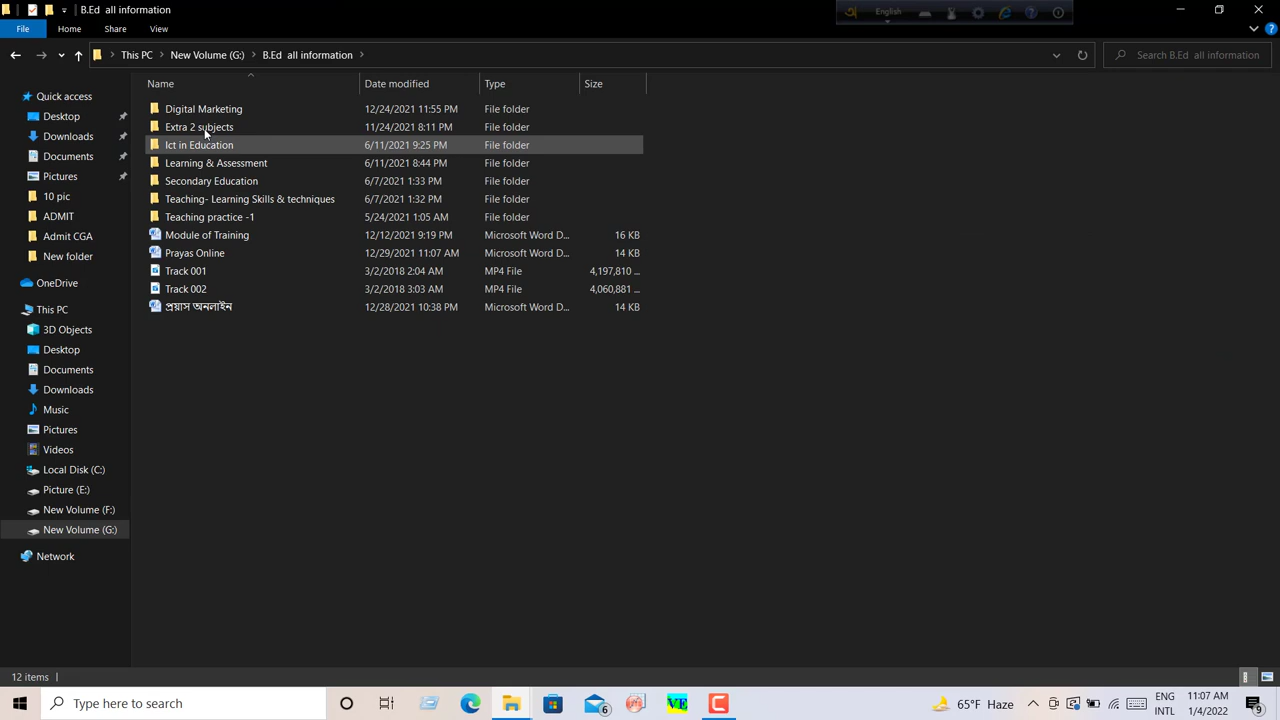 B.Ed  all information
English
File
Home
Share
View
This PC
New Volume (G:)
B.Ed  all information
Search B.Ed  all information
Name
Date modified
Type
Size
Quick access
Desktop
Downloads
Documents
Pictures
10 pic
ADMIT
Admit CGA
New folder
OneDrive
This PC
3D Objects
Desktop
Documents
Downloads
Music
Pictures
Videos
Local Disk (C:)
Picture (E:)
New Volume (F:)
New Volume (G:)
Network
Digital Marketing 12/24/2021 11:55 PM File folder
Extra 2 subjects 11/24/2021 8:11 PM File folder
Ict in Education 6/11/2021 9:25 PM File folder
Learning & Assessment 6/11/2021 8:44 PM File folder
Secondary Education 6/7/2021 1:33 PM File folder
Teaching- Learning Skills & techniques 6/7/2021 1:32 PM File folder
Teaching practice -1 5/24/2021 1:05 AM File folder
Module of Training 12/12/2021 9:19 PM Microsoft Word D... 16 KB
Prayas Online 12/29/2021 11:07 AM Microsoft Word D... 14 KB
Track 001 3/2/2018 2:04 AM MP4 File 4,197,810 ...
Track 002 3/2/2018 3:03 AM MP4 File 4,060,881 ...
প্রয়াস অনলাইন 12/28/2021 10:38 PM Microsoft Word D... 14 KB
12 items
Type here to search
6
VE
65°F Haze
ENG
INTL
11:07 AM
1/4/2022
9